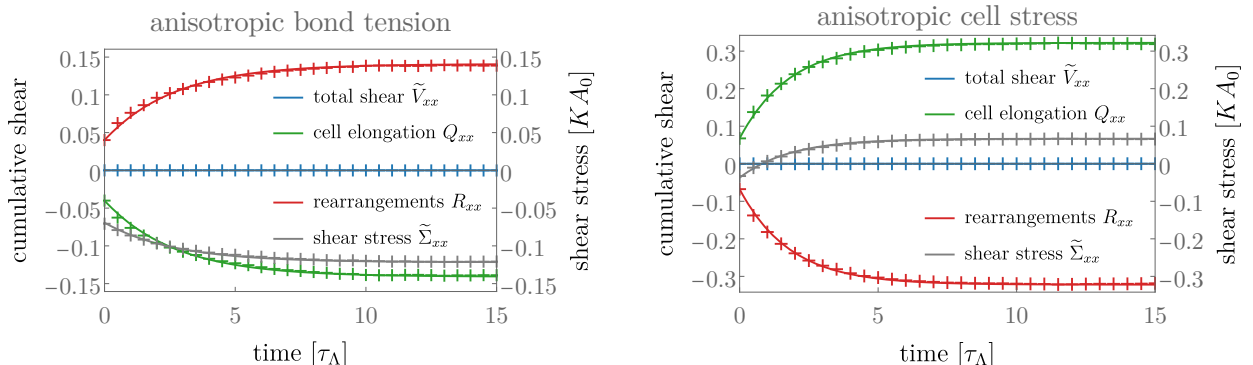 anisotropic bond tension
cumulative shear
0.15
0.10
0.05
0
−0.05
−0.1
−0.15
total shear Ṽxx
cell elongation Qxx
rearrangements Rxx
shear stress Σ̃xx
0.15
0.1
0.05
0
−0.05
−0.1
−0.15
shear stress [K A0]
0 5 10 15
time [τΛ]
anisotropic cell stress
cumulative shear
0.3
0.2
0.1
0
−0.1
−0.2
−0.3
total shear Ṽxx
cell elongation Qxx
rearrangements Rxx
shear stress Σ̃xx
0.3
0.2
0.1
0
−0.1
−0.2
−0.3
shear stress [K A0]
0 5 10 15
time [τΛ]